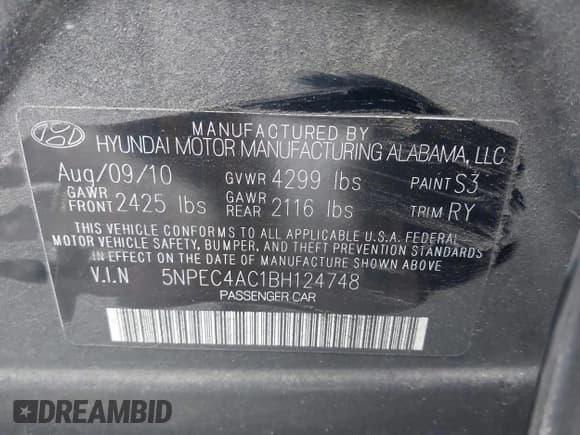 MANUFACTURED BY
HYUNDAI MOTOR MANUFACTURING ALABAMA, LLC
Aug/09/10 GVWR 4299 lbs PAINT S3
GAWR FRONT 2425 lbs GAWR REAR 2116 lbs TRIM RY
THIS VEHICLE CONFORMS TO ALL APPLICABLE U.S.A. FEDERAL
MOTOR VEHICLE SAFETY, BUMPER, AND THEFT PREVENTION STANDARDS
IN EFFECT ON THE DATE OF MANUFACTURE SHOWN ABOVE
V.I.N 5NPEC4AC1BH124748
PASSENGER CAR
DREAMBID